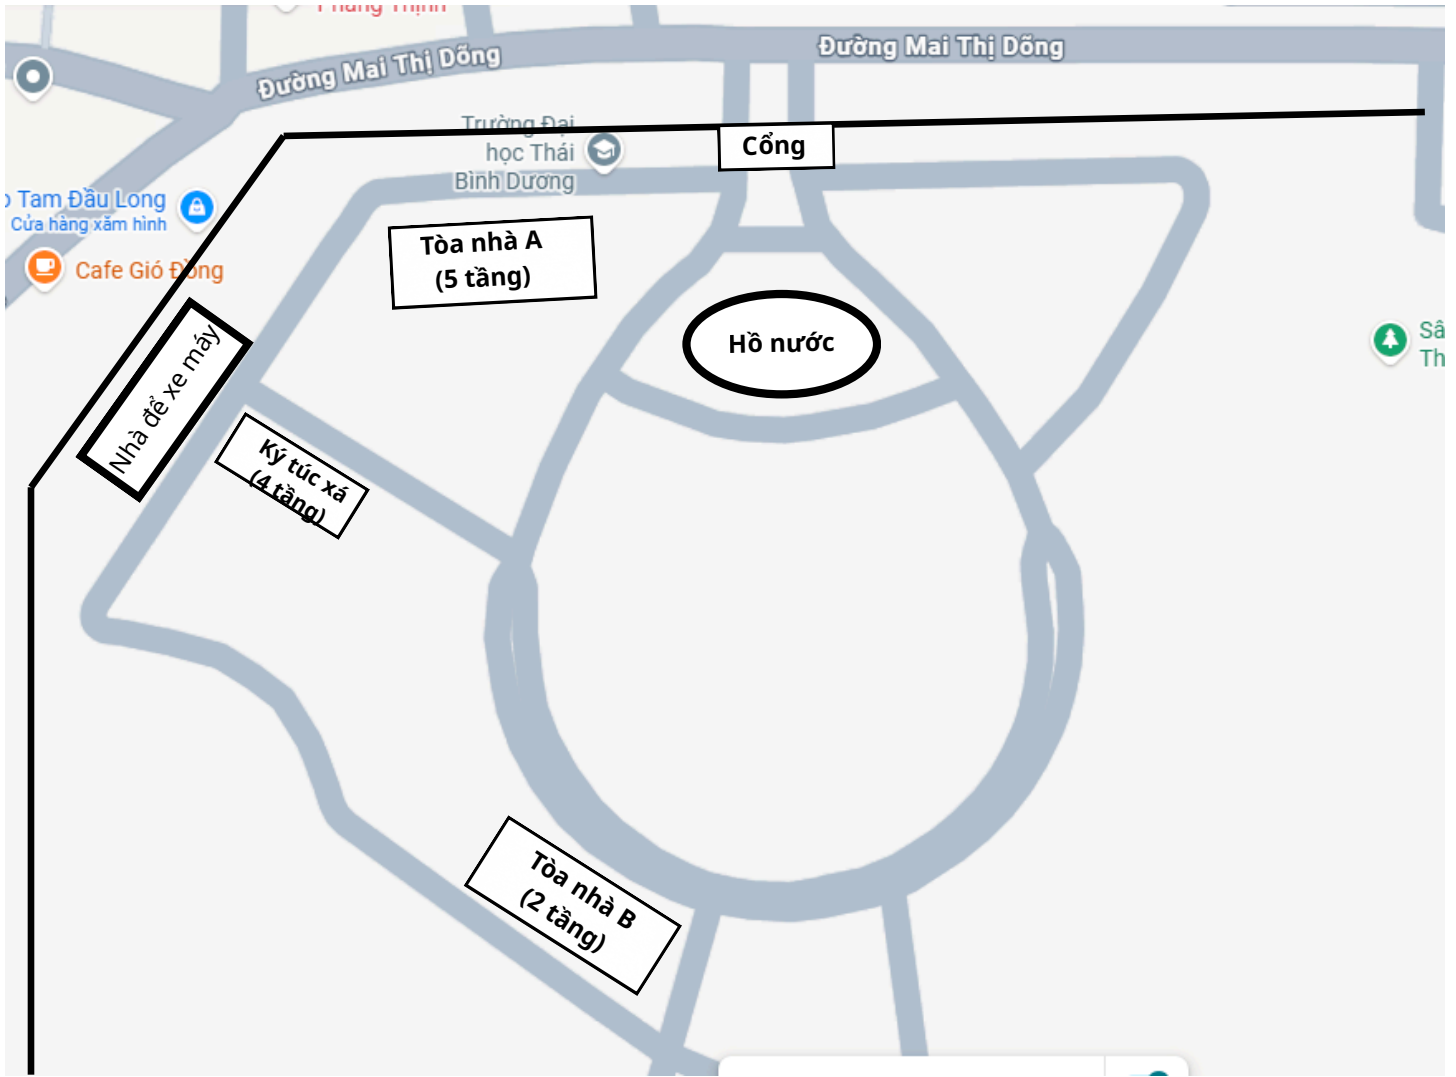 Đường Mai Thị Dõng
Đường Mai Thị Dõng
Trường Đại
học Thái
Bình Dương
Cổng
Tam Đầu Long
Cửa hàng xăm hình
Cafe Gió Đồng
Tòa nhà A
(5 tầng)
Hồ nước
Nhà để xe máy
Ký túc xá
(4 tầng)
Sâ
Th
Tòa nhà B
(2 tầng)